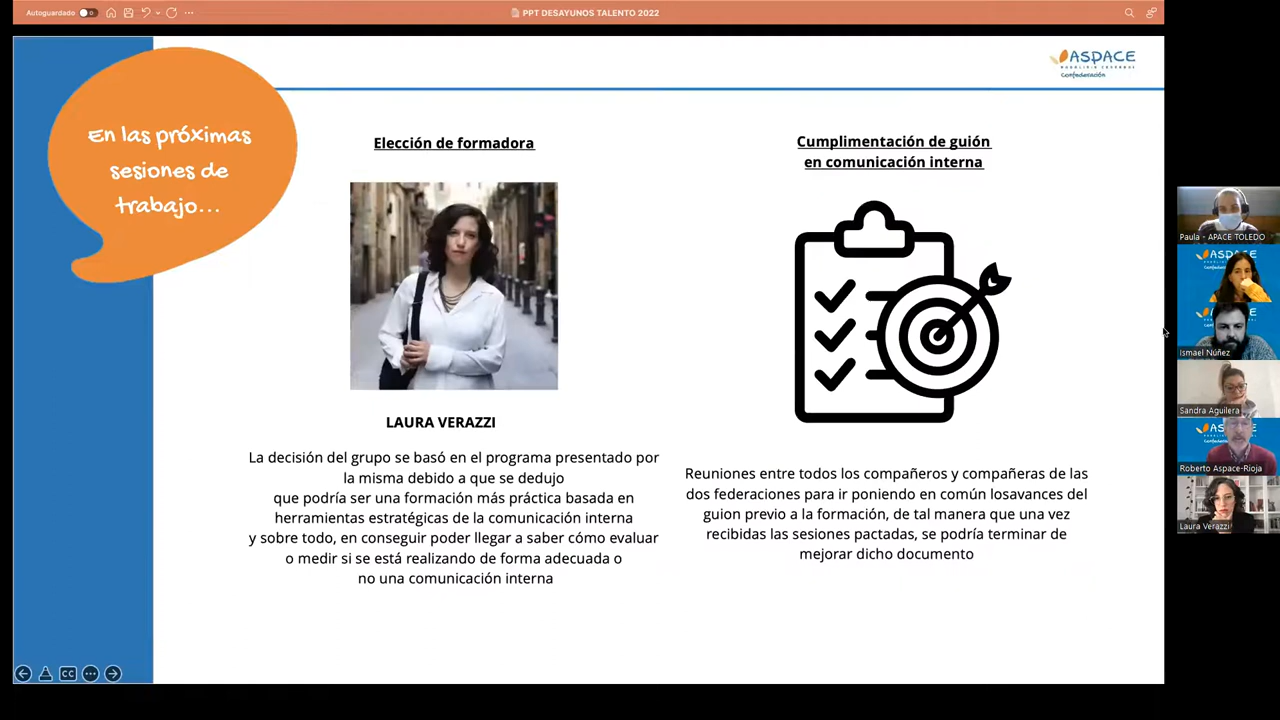 Autoguardado
PPT DESAYUNOS TALENTO 2022
ASPACE
Confederación
En las próximas
sesiones de
trabajo...
Elección de formadora
LAURA VERAZZI
La decisión del grupo se basó en el programa presentado por
la misma debido a que se dedujo
que podría ser una formación más práctica basada en
herramientas estratégicas de la comunicación interna
y sobre todo, en conseguir poder llegar a saber cómo evaluar
o medir si se está realizando de forma adecuada o
no una comunicación interna
Cumplimentación de guión
en comunicación interna
Reuniones entre todos los compañeros y compañeras de las
dos federaciones para ir poniendo en común losavances del
guion previo a la formación, de tal manera que una vez
recibidas las sesiones pactadas, se podría terminar de
mejorar dicho documento
CC
Paula - APACE TOLEDO
Ismael Núñez
Sandra Aguilera
Roberto Aspace-Rioja
Laura Verazzi